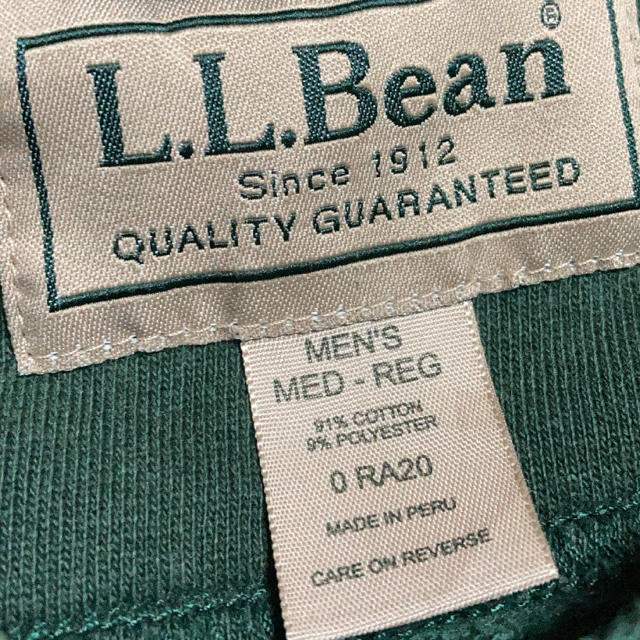 L.L.Bean®
Since 1912
QUALITY GUARANTEED
MEN'S
MED - REG
91% COTTON
9% POLYESTER
0 RA20
MADE IN PERU
CARE ON REVERSE